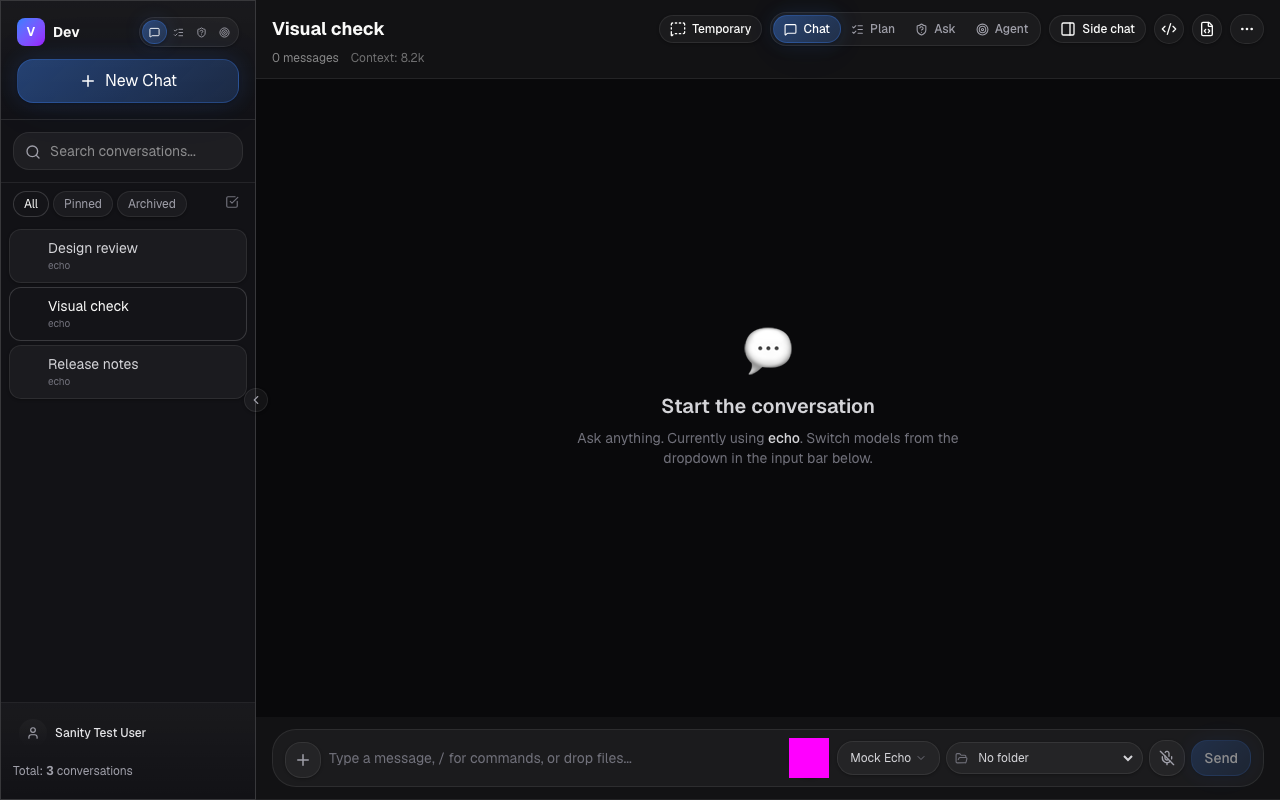 V Dev
New Chat
Search conversations...
All Pinned Archived
Design review
echo
Visual check
echo
Release notes
echo
Sanity Test User
Total: 3 conversations
Visual check
0 messages Context: 8.2k
Temporary Chat Plan Ask Agent Side chat
Start the conversation
Ask anything. Currently using echo. Switch models from the
dropdown in the input bar below.
Type a message, / for commands, or drop files...
Mock Echo No folder Send